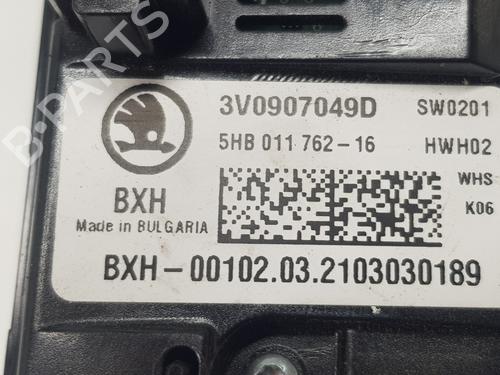 3V0907049D SW0201
5HB 011 762-16 HWH02
WHS
K06
BXH
Made in BULGARIA
BXH-00102.03.2103030189
B-PARTS